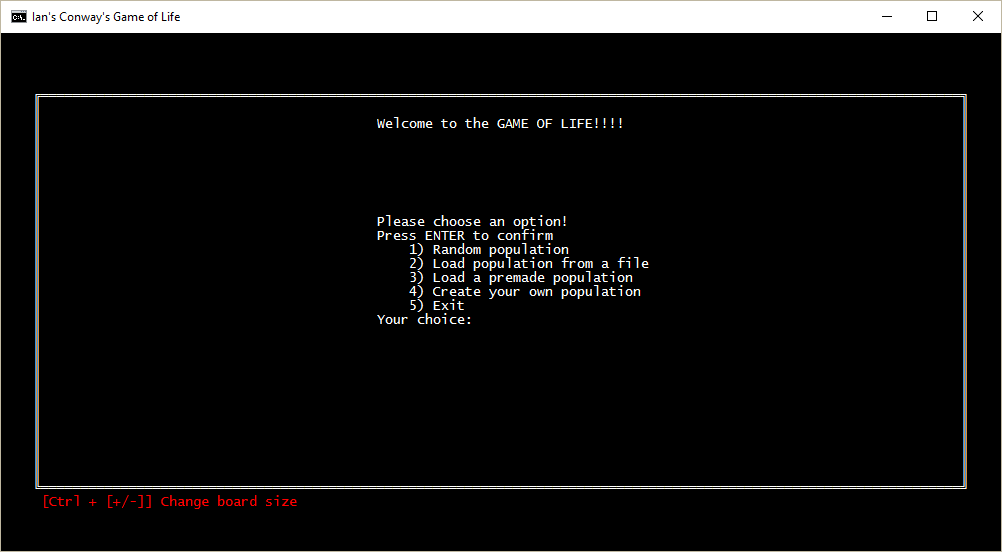 Ian's Conway's Game of Life
Welcome to the GAME OF LIFE!!!!
Please choose an option!
Press ENTER to confirm
1) Random population
2) Load population from a file
3) Load a premade population
4) Create your own population
5) Exit
Your choice:
[Ctrl + [+/-]] Change board size